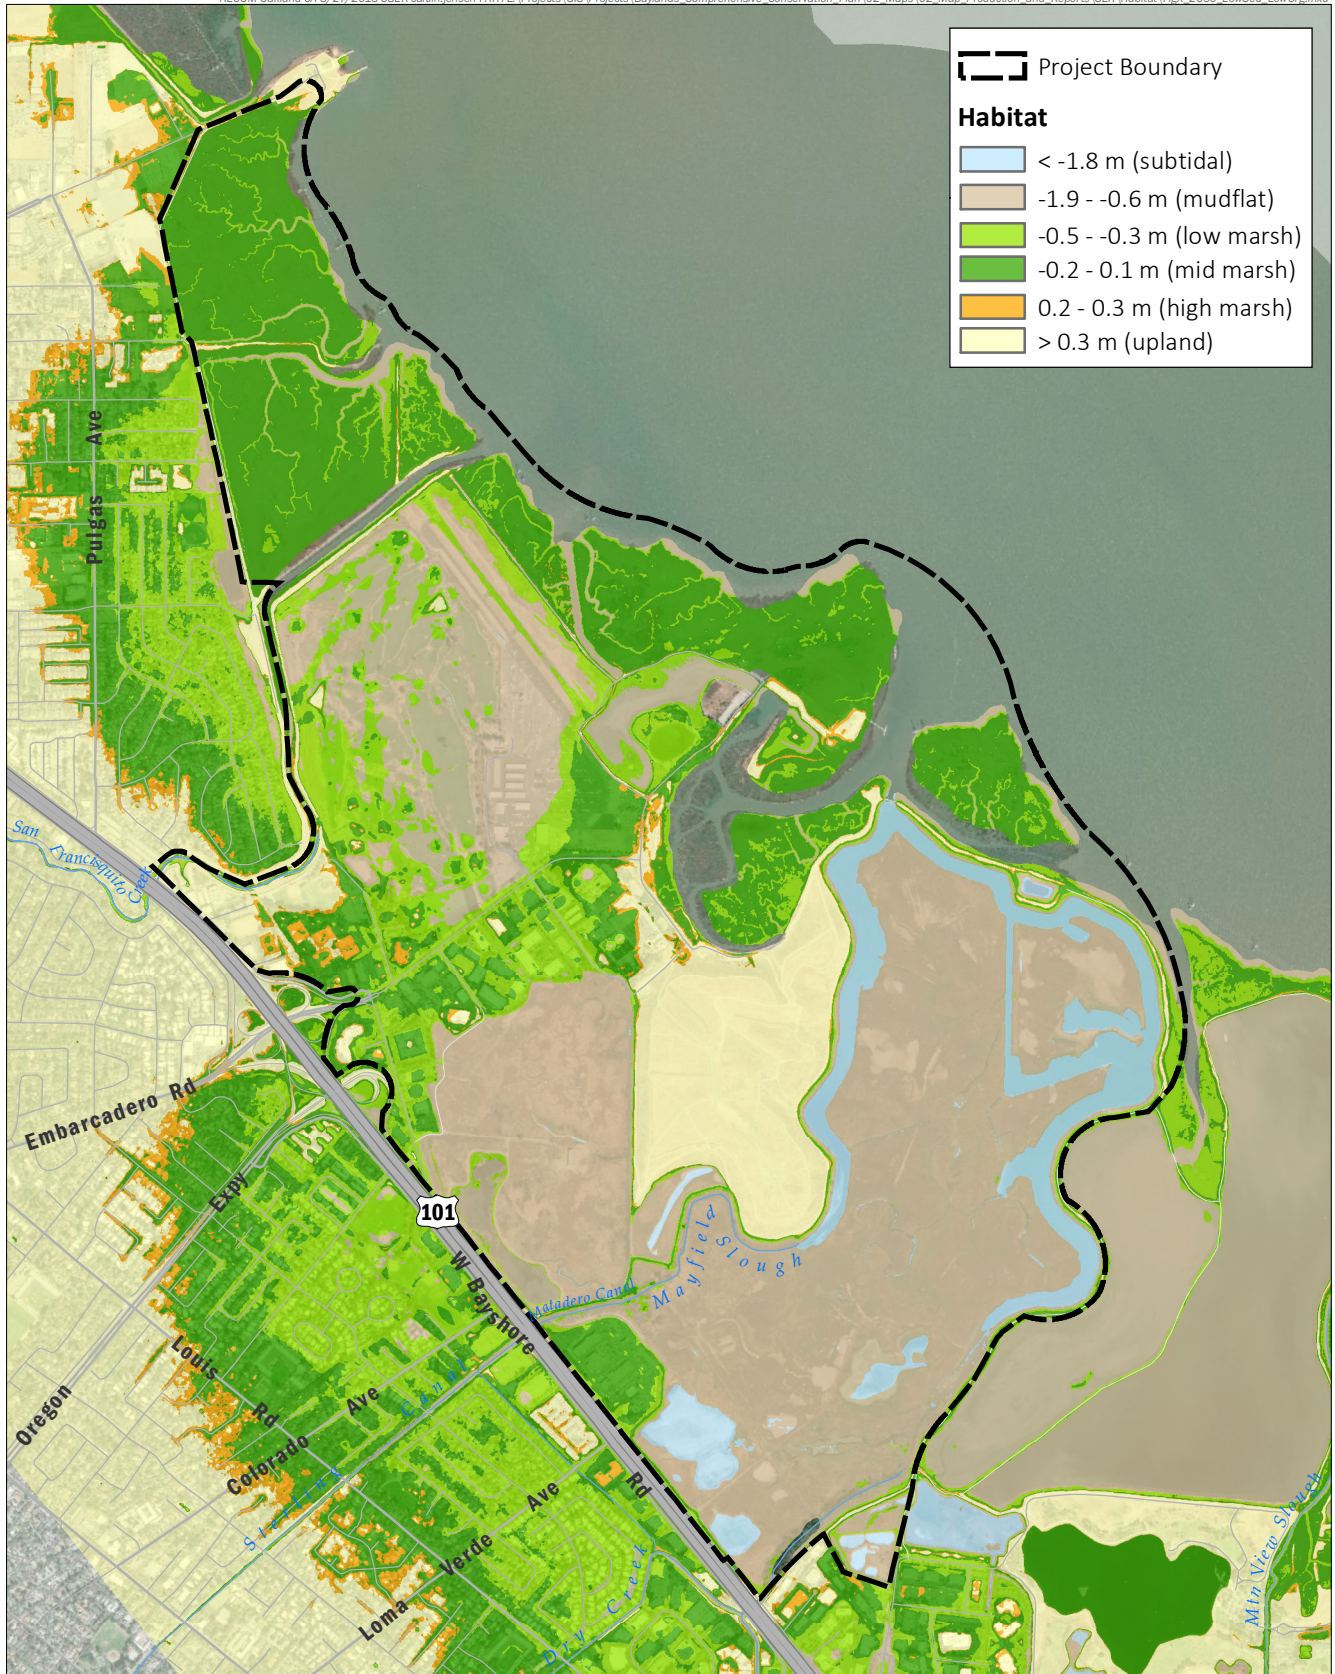 Project Boundary
Habitat
< -1.8 m (subtidal)
-1.9 - -0.6 m (mudflat)
-0.5 - -0.3 m (low marsh)
-0.2 - 0.1 m (mid marsh)
0.2 - 0.3 m (high marsh)
> 0.3 m (upland)
Pulgas Ave
San Francisquito Creek
Embarcadero Rd
Oregon Expy
101
W Bayshore Rd
Matadero Canal
Mayfield Slough
Louis Rd
Colorado Ave
Sterling Canal
Loma Verde Ave
Dry Creek
Mtn View Slough